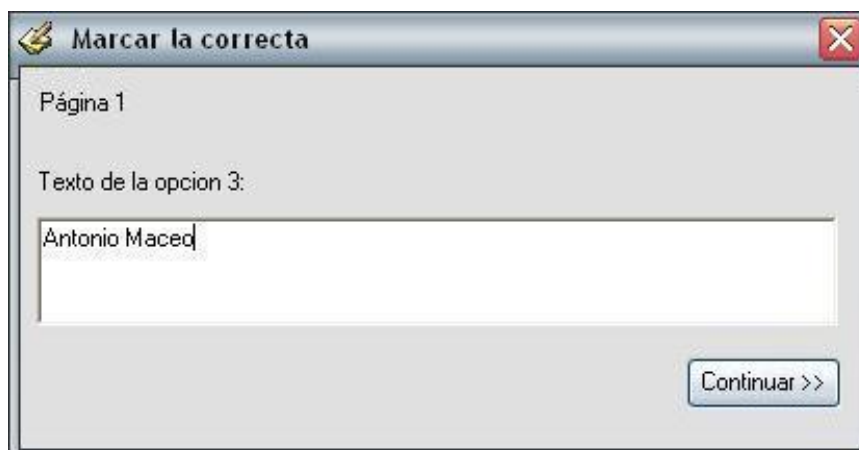 Marcar la correcta
Página 1
Texto de la opcion 3:
Antonio Maceo
Continuar >>